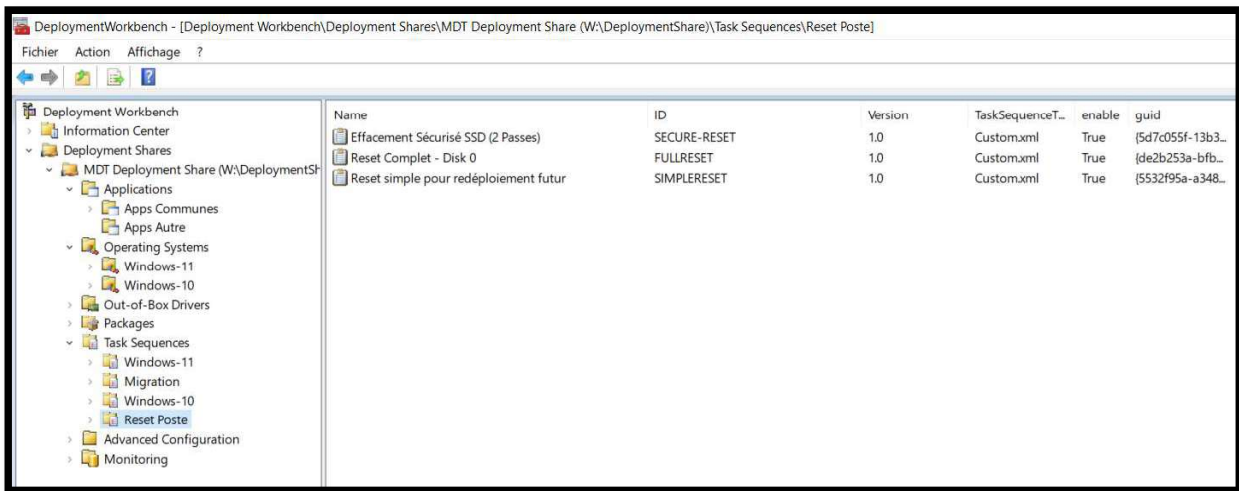 DeploymentWorkbench - [Deployment Workbench\Deployment Shares\MDT Deployment Share (W:\DeploymentShare)\Task Sequences\Reset Poste]
Fichier Action Affichage ?
Deployment Workbench
Information Center
Deployment Shares
MDT Deployment Share (W:\DeploymentSh
Applications
Apps Communes
Apps Autre
Operating Systems
Windows-11
Windows-10
Out-of-Box Drivers
Packages
Task Sequences
Windows-11
Migration
Windows-10
Reset Poste
Advanced Configuration
Monitoring
Name ID Version TaskSequenceT... enable guid
Effacement Sécurisé SSD (2 Passes) SECURE-RESET 1.0 Custom.xml True {5d7c055f-13b3...
Reset Complet - Disk 0 FULLRESET 1.0 Custom.xml True {de2b253a-bfb...
Reset simple pour redéploiement futur SIMPLERESET 1.0 Custom.xml True {5532f95a-a348...